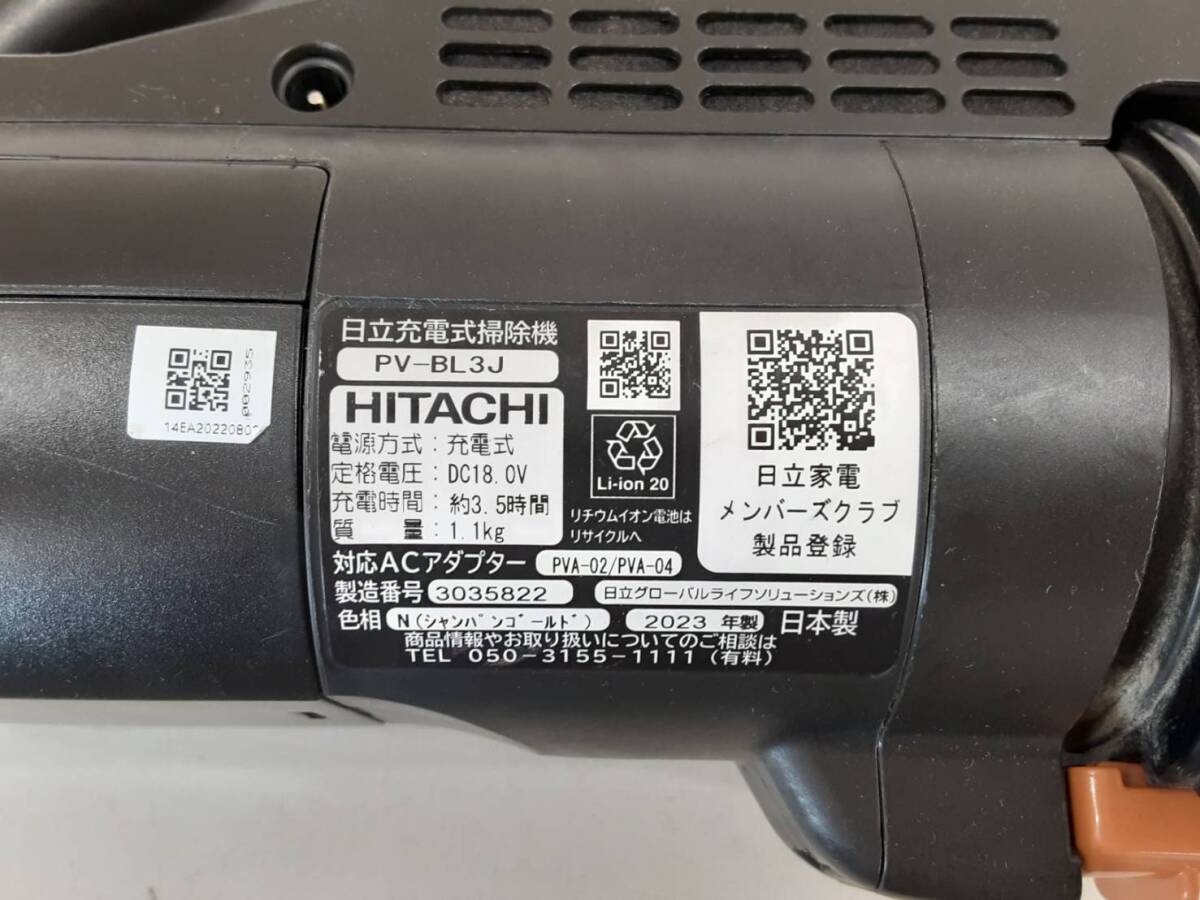 日立充電式掃除機
PV-BL3J
HITACHI
電源方式：充電式
定格電圧：DC18.0V
充電時間：約3.5時間
質　　量：1.1kg
Li-ion 20
リチウムイオン電池は
リサイクルへ
日立家電
メンバーズクラブ
製品登録
対応ACアダプター PVA-02/PVA-04
製造番号 3035822 日立グローバルライフソリューションズ(株)
色相 N(シャンパンゴールド) 2023 年製 日本製
商品情報やお取り扱いについてのご相談は
TEL 050-3155-1111(有料)
002935